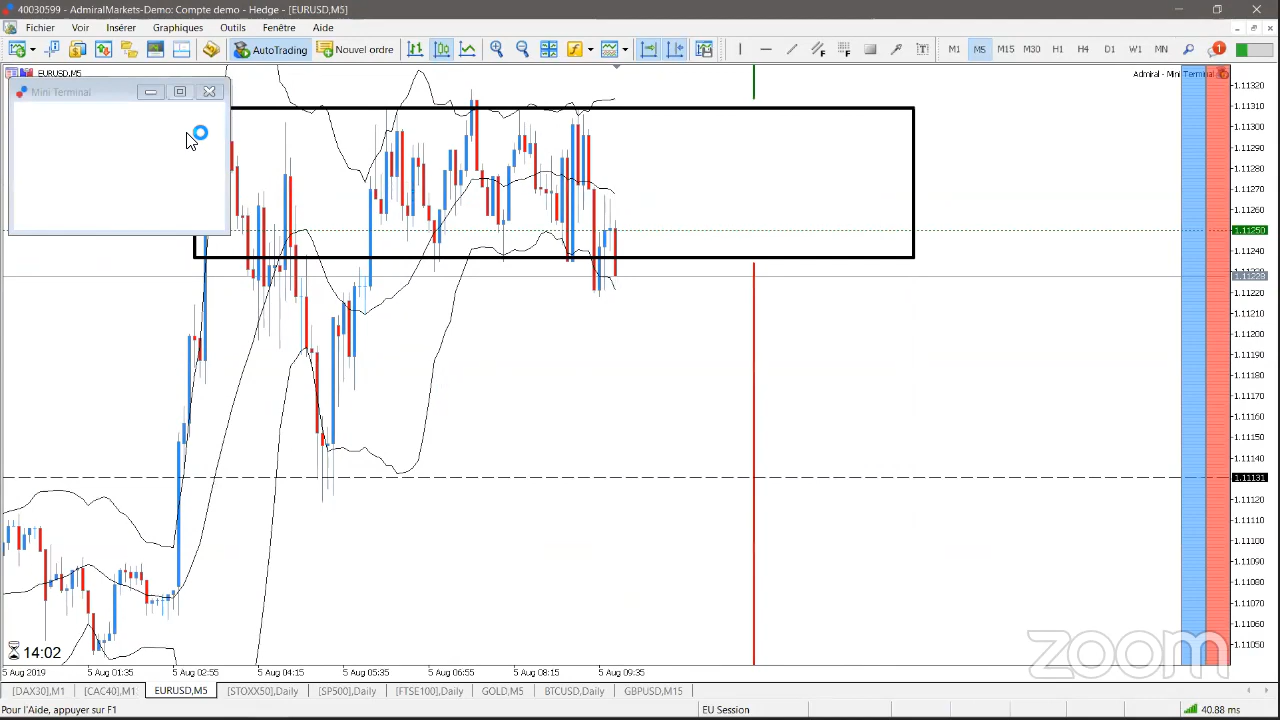 40030599 - AdmiralMarkets-Demo: Compte demo - Hedge - [EURUSD,M5]
Fichier Voir Insérer Graphiques Outils Fenêtre Aide
AutoTrading Nouvel ordre M1 M5 M15 M30 H1 H4 D1 W1 MN 1
EURUSD,M5
Admiral - Mini Terminal
Mini Terminal
1.11320
1.11310
1.11300
1.11290
1.11280
1.11270
1.11260
1.11250
1.11240
1.11228
1.11220
1.11210
1.11200
1.11190
1.11180
1.11170
1.11160
1.11150
1.11140
1.11131
1.11120
1.11110
1.11100
1.11090
1.11080
1.11070
1.11060
1.11050
14:02
zoom
5 Aug 2019 5 Aug 01:35 5 Aug 02:55 5 Aug 04:15 5 Aug 05:35 5 Aug 06:55 5 Aug 08:15 5 Aug 09:35
[DAX30],M1 [CAC40],M1 EURUSD,M5 [STOXX50],Daily [SP500],Daily [FTSE100],Daily GOLD,M5 BTCUSD,Daily GBPUSD,M15
Pour l'Aide, appuyer sur F1 EU Session 40.88 ms